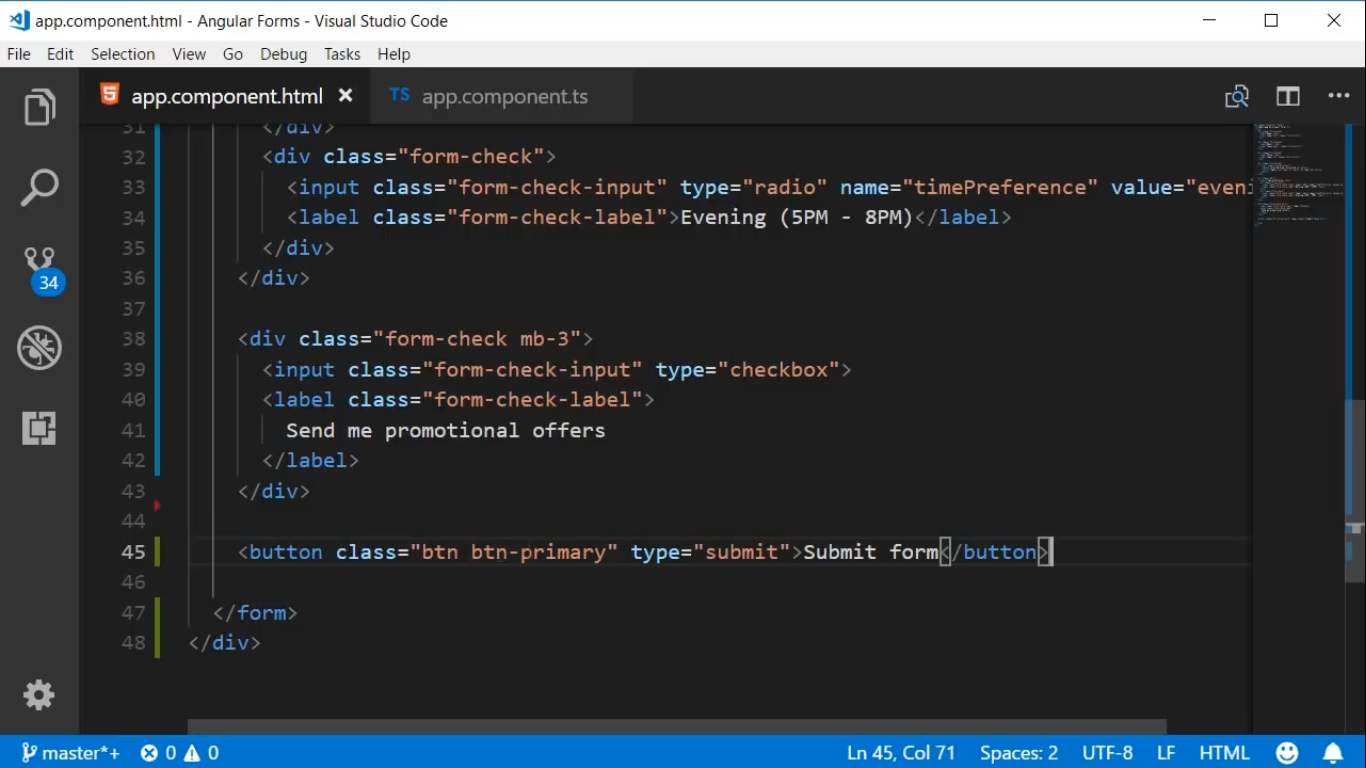 app.component.html - Angular Forms - Visual Studio Code
File Edit Selection View Go Debug Tasks Help
app.component.html TS app.component.ts
31 </div>
32 <div class="form-check">
33 <input class="form-check-input" type="radio" name="timePreference" value="eveni
34 <label class="form-check-label">Evening (5PM - 8PM)</label>
35 </div>
36 </div>
37
38 <div class="form-check mb-3">
39 <input class="form-check-input" type="checkbox">
40 <label class="form-check-label">
41 Send me promotional offers
42 </label>
43 </div>
44
45 <button class="btn btn-primary" type="submit">Submit form</button>
46
47 </form>
48 </div>
34
master*+ 0 0 Ln 45, Col 71 Spaces: 2 UTF-8 LF HTML